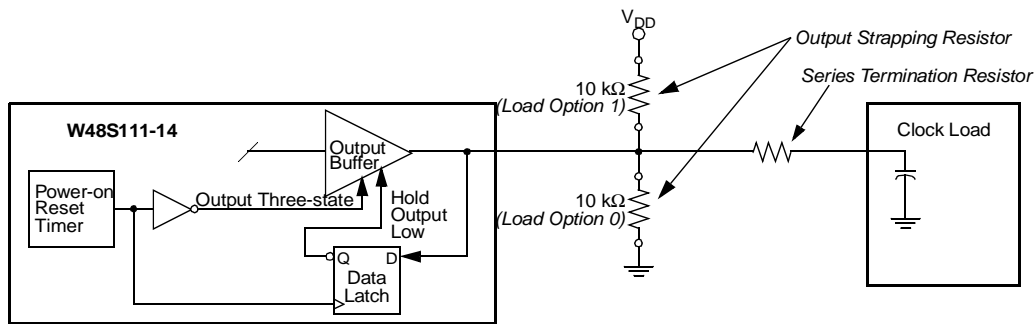 V_DD
Output Strapping Resistor
Series Termination Resistor
10 kΩ
(Load Option 1)
W48S111-14
Clock Load
Output
Buffer
Power-on
Reset
Timer
Output Three-state
Hold
Output
Low
10 kΩ
(Load Option 0)
Q D
Data
Latch